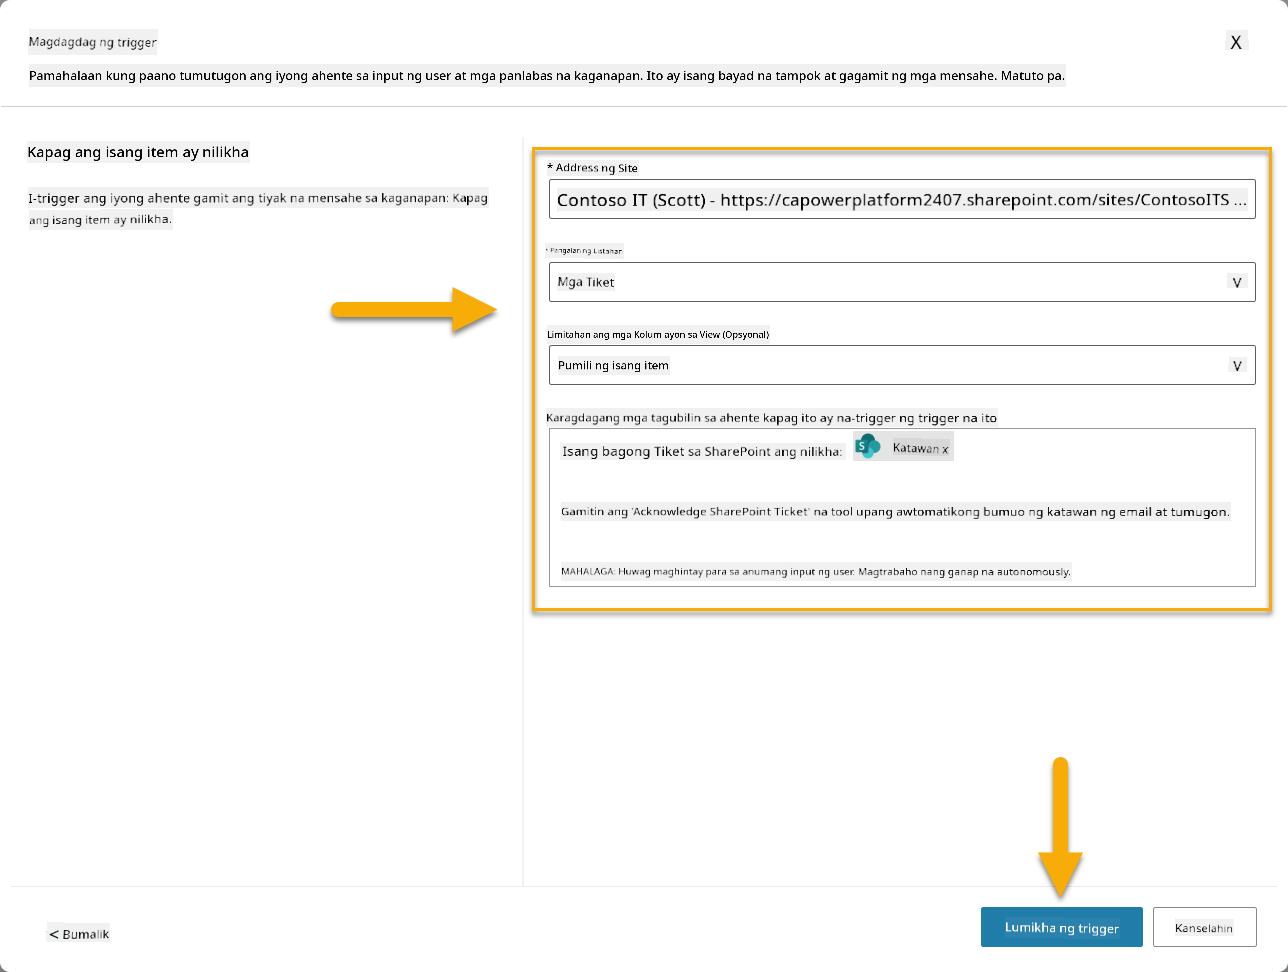 Magdagdag ng trigger
X
Pamahalaan kung paano tumutugon ang iyong ahente sa input ng user at mga panlabas na kaganapan. Ito ay isang bayad na tampok at gagamit ng mga mensahe. Matuto pa.
Kapag ang isang item ay nilikha
I-trigger ang iyong ahente gamit ang tiyak na mensahe sa kaganapan: Kapag
ang isang item ay nilikha.
* Address ng Site
Contoso IT (Scott) - https://capowerplatform2407.sharepoint.com/sites/ContosoITS ...
* Pangalan ng Listahan
Mga Tiket
V
Limitahan ang mga Kolum ayon sa View (Opsyonal)
Pumili ng isang item
V
Karagdagang mga tagubilin sa ahente kapag ito ay na-trigger ng trigger na ito
Isang bagong Tiket sa SharePoint ang nilikha: S Katawan x
Gamitin ang 'Acknowledge SharePoint Ticket' na tool upang awtomatikong bumuo ng katawan ng email at tumugon.
MAHALAGA: Huwag maghintay para sa anumang input ng user. Magtrabaho nang ganap na autonomously.
< Bumalik
Lumikha ng trigger
Kanselahin